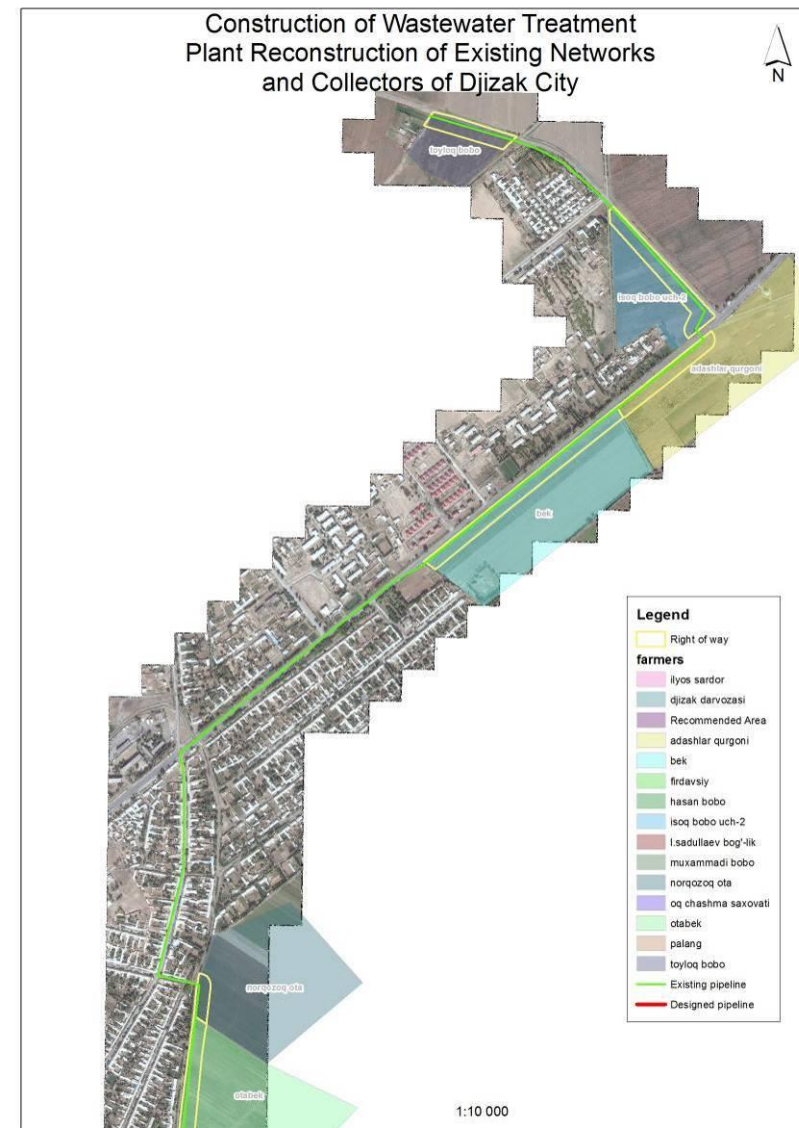 Construction of Wastewater Treatment
Plant Reconstruction of Existing Networks
and Collectors of Djizak City
N
toyloq bobo
isoq bobo uch-2
adashlar qurgoni
bek
norqozoq ota
otabek
Legend
Right of way
farmers
ilyos sardor
djizak darvozasi
Recommended Area
adashlar qurgoni
bek
firdavsiy
hasan bobo
isoq bobo uch-2
I.sadullaev bog'-lik
muxammadi bobo
norqozoq ota
oq chashma saxovati
otabek
palang
toyloq bobo
Existing pipeline
Designed pipeline
1:10 000